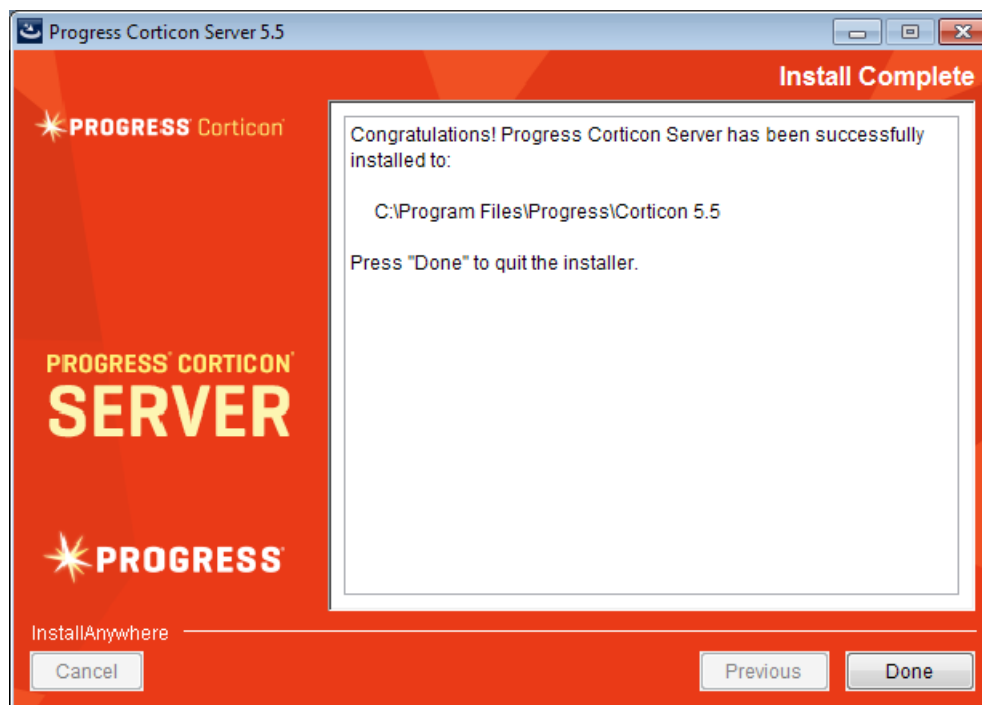 Progress Corticon Server 5.5
Install Complete
PROGRESS Corticon
Congratulations! Progress Corticon Server has been successfully
installed to:
C:\Program Files\Progress\Corticon 5.5
Press "Done" to quit the installer.
PROGRESS CORTICON
SERVER
PROGRESS
InstallAnywhere
Cancel
Previous
Done